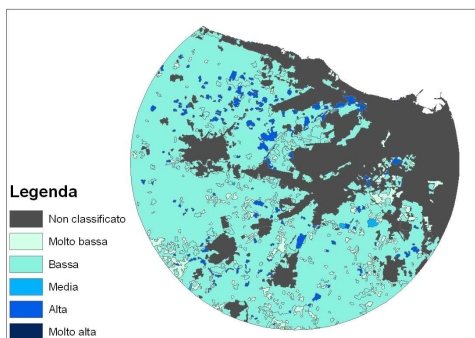 Legenda
Non classificato
Molto bassa
Bassa
Media
Alta
Molto alta